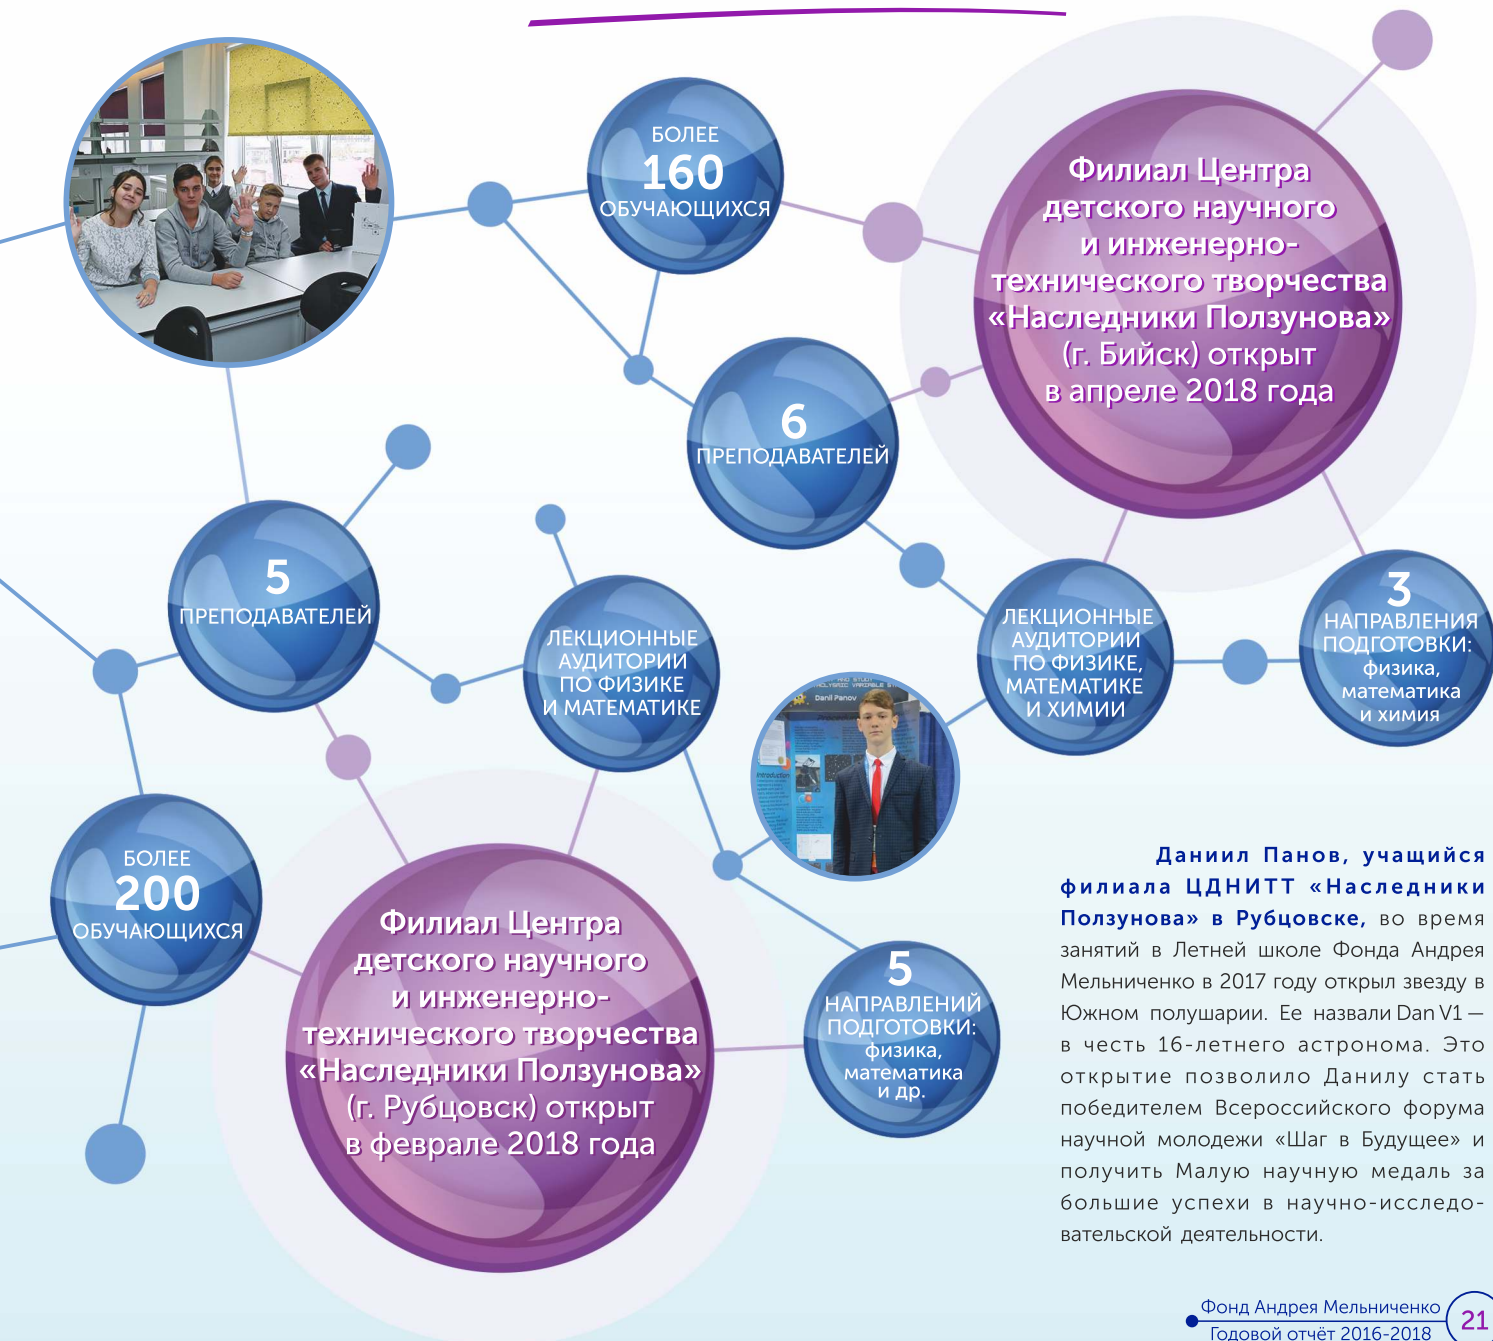 БОЛЕЕ
160
ОБУЧАЮЩИХСЯ
Филиал Центра
детского научного
и инженерно-
технического творчества
«Наследники Ползунова»
(г. Бийск) открыт
в апреле 2018 года
6
ПРЕПОДАВАТЕЛЕЙ
5
ПРЕПОДАВАТЕЛЕЙ
ЛЕКЦИОННЫЕ
АУДИТОРИИ
ПО ФИЗИКЕ
И МАТЕМАТИКЕ
ЛЕКЦИОННЫЕ
АУДИТОРИИ
ПО ФИЗИКЕ,
МАТЕМАТИКЕ
И ХИМИИ
3
НАПРАВЛЕНИЯ
ПОДГОТОВКИ:
физика,
математика
и химия
AND STUDY
VARIABLE
Danil Panov
Introduction
БОЛЕЕ
200
ОБУЧАЮЩИХСЯ
Филиал Центра
детского научного
и инженерно-
технического творчества
«Наследники Ползунова»
(г. Рубцовск) открыт
в феврале 2018 года
5
НАПРАВЛЕНИЙ
ПОДГОТОВКИ:
физика,
математика
и др.
Даниил Панов, учащийся
филиала ЦДНИТТ «Наследники
Ползунова» в Рубцовске, во время
занятий в Летней школе Фонда Андрея
Мельниченко в 2017 году открыл звезду в
Южном полушарии. Ее назвали Dan V1 —
в честь 16-летнего астронома. Это
открытие позволило Данилу стать
победителем Всероссийского форума
научной молодежи «Шаг в Будущее» и
получить Малую научную медаль за
большие успехи в научно-исследо-
вательской деятельности.
Фонд Андрея Мельниченко
Годовой отчёт 2016-2018
21